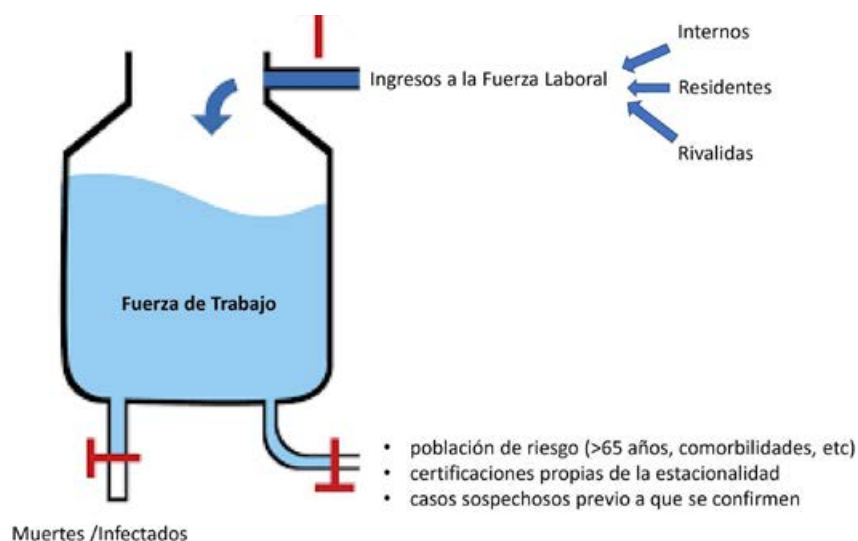 Internos
Ingresos a la Fuerza Laboral
Residentes
Rivalidas
Fuerza de Trabajo
• población de riesgo (>65 años, comorbilidades, etc)
• certificaciones propias de la estacionalidad
• casos sospechosos previo a que se confirmen
Muertes /Infectados